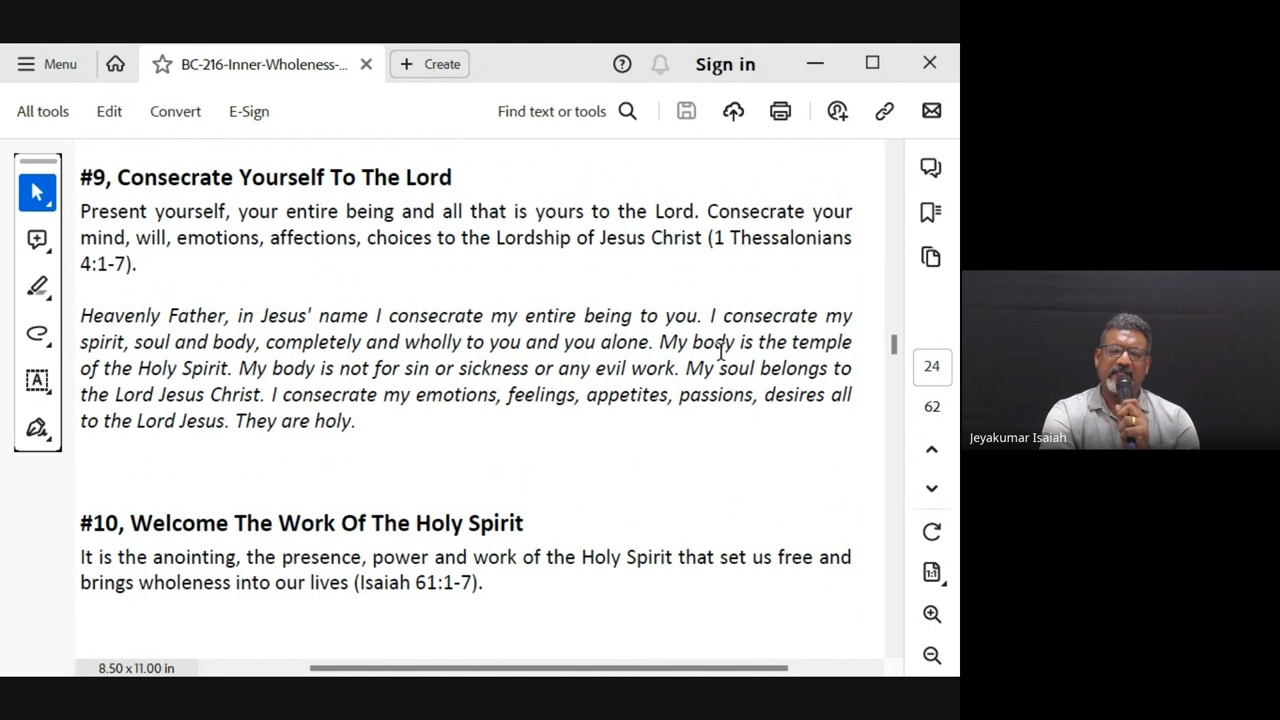 Menu
BC-216-Inner-Wholeness-...
Create
Sign in
All tools
Edit
Convert
E-Sign
Find text or tools
#9, Consecrate Yourself To The Lord
Present yourself, your entire being and all that is yours to the Lord. Consecrate your
mind, will, emotions, affections, choices to the Lordship of Jesus Christ (1 Thessalonians
4:1-7).
Heavenly Father, in Jesus' name I consecrate my entire being to you. I consecrate my
spirit, soul and body, completely and wholly to you and you alone. My body is the temple
of the Holy Spirit. My body is not for sin or sickness or any evil work. My soul belongs to
the Lord Jesus Christ. I consecrate my emotions, feelings, appetites, passions, desires all
to the Lord Jesus. They are holy.
#10, Welcome The Work Of The Holy Spirit
It is the anointing, the presence, power and work of the Holy Spirit that set us free and
brings wholeness into our lives (Isaiah 61:1-7).
8.50 x 11.00 in
24
62
1:1
Jeyakumar Isaiah